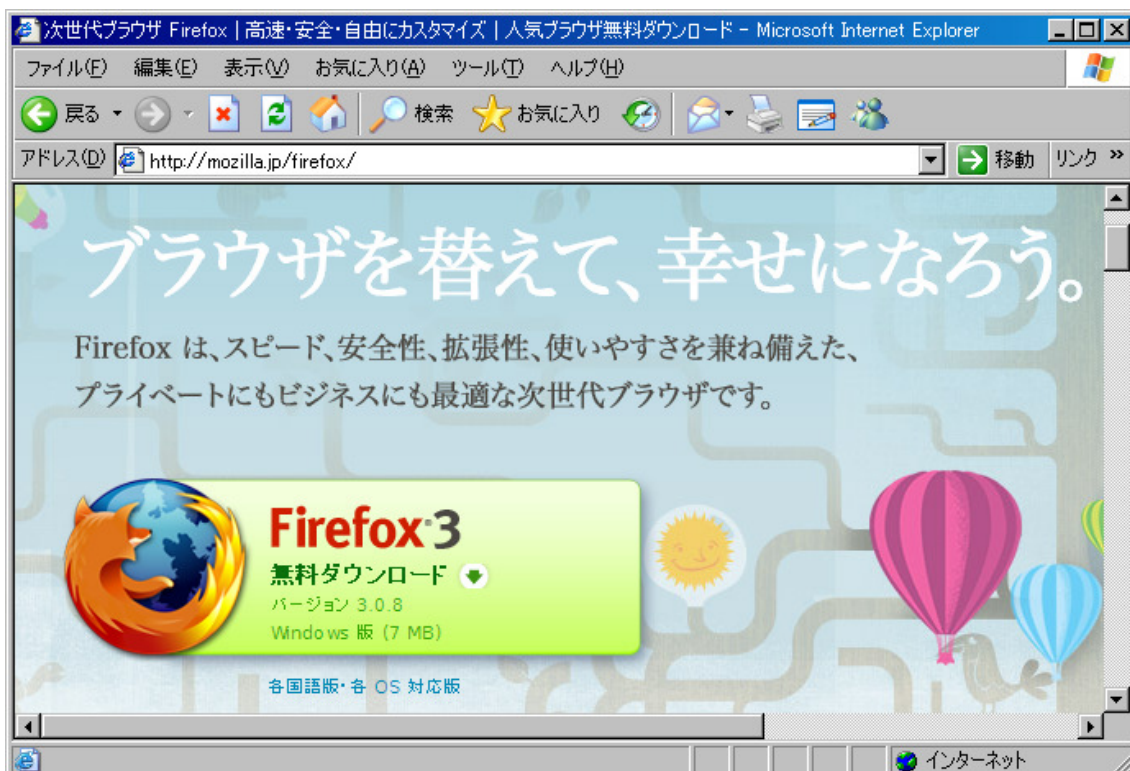 次世代ブラウザ Firefox | 高速・安全・自由にカスタマイズ | 人気ブラウザ無料ダウンロード - Microsoft Internet Explorer
ファイル(F) 編集(E) 表示(V) お気に入り(A) ツール(T) ヘルプ(H)
戻る 検索 お気に入り
アドレス(D) http://mozilla.jp/firefox/ 移動 リンク »
ブラウザを替えて、幸せになろう。
Firefox は、スピード、安全性、拡張性、使いやすさを兼ね備えた、
プライベートにもビジネスにも最適な次世代ブラウザです。
Firefox 3
無料ダウンロード
バージョン 3.0.8
Windows 版 (7 MB)
各国語版・各 OS 対応版
インターネット